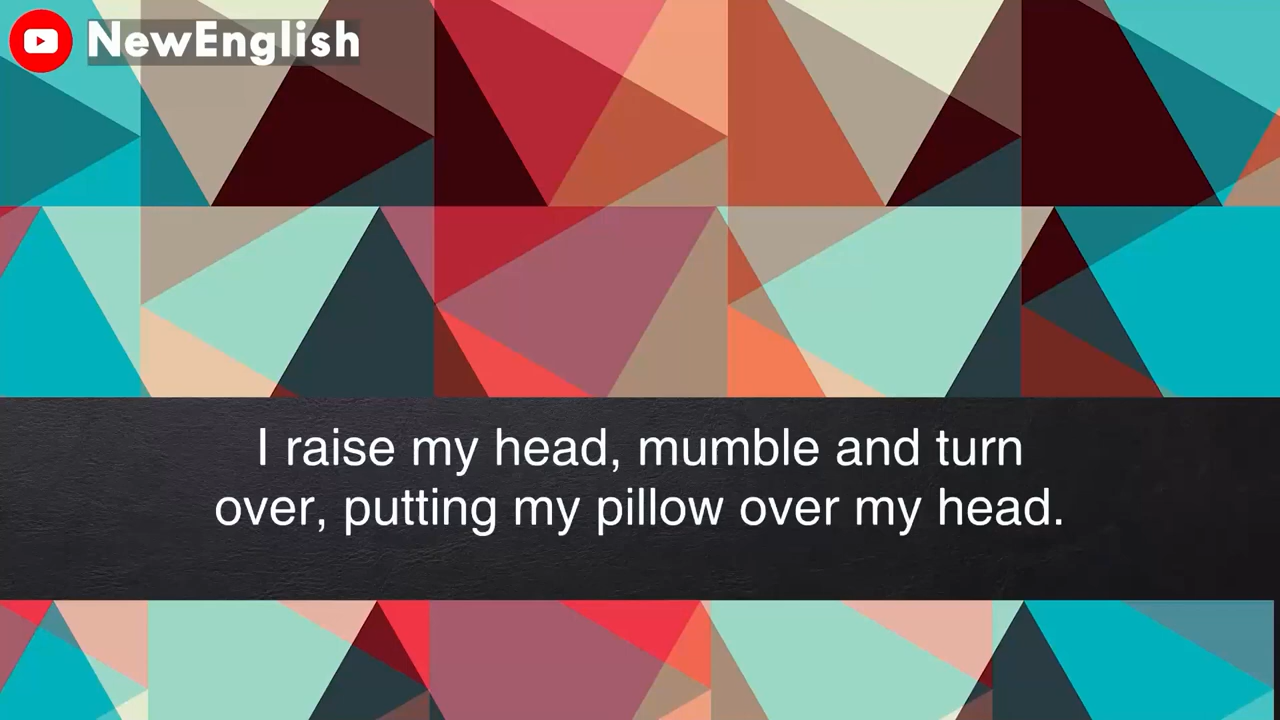 NewEnglish
I raise my head, mumble and turn
over, putting my pillow over my head.